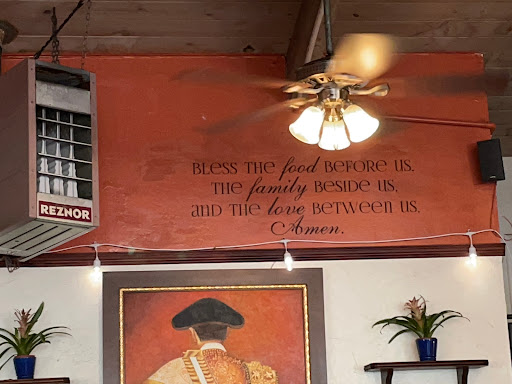 BLESS THE food BEFORE US,
THE family BESIDE US,
AND THE love BETWEEN US.
Amen.
REZNOR